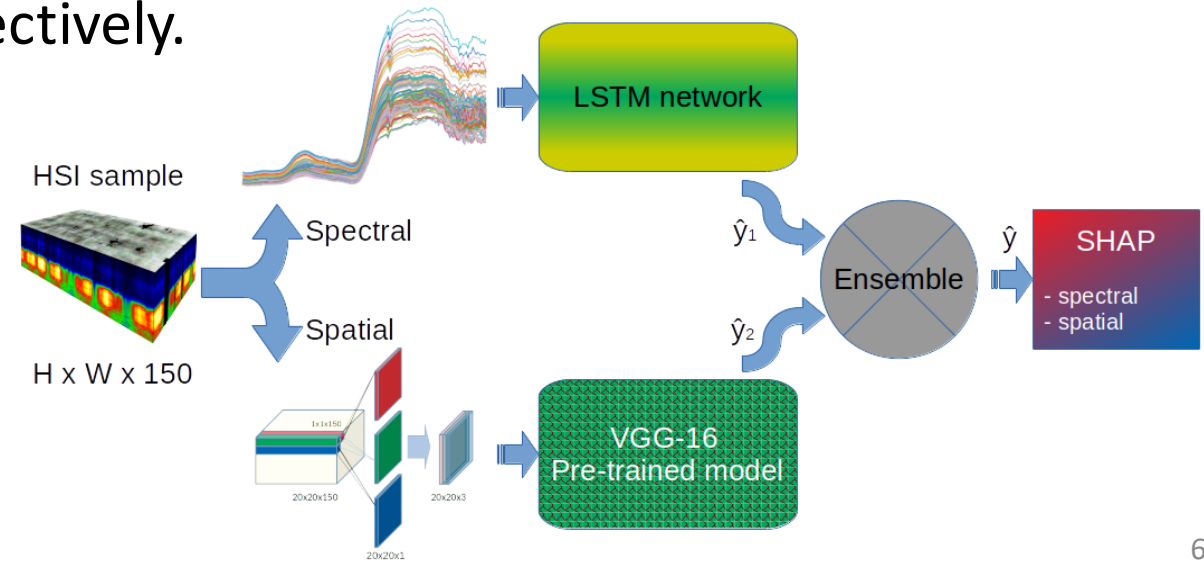 ectively.
LSTM network
HSI sample
Spectral
ŷ1
ŷ
SHAP
- spectral
- spatial
Ensemble
Spatial
ŷ2
H x W x 150
1x1x150
20x20x150
20x20x3
20x20x1
VGG-16
Pre-trained model
6